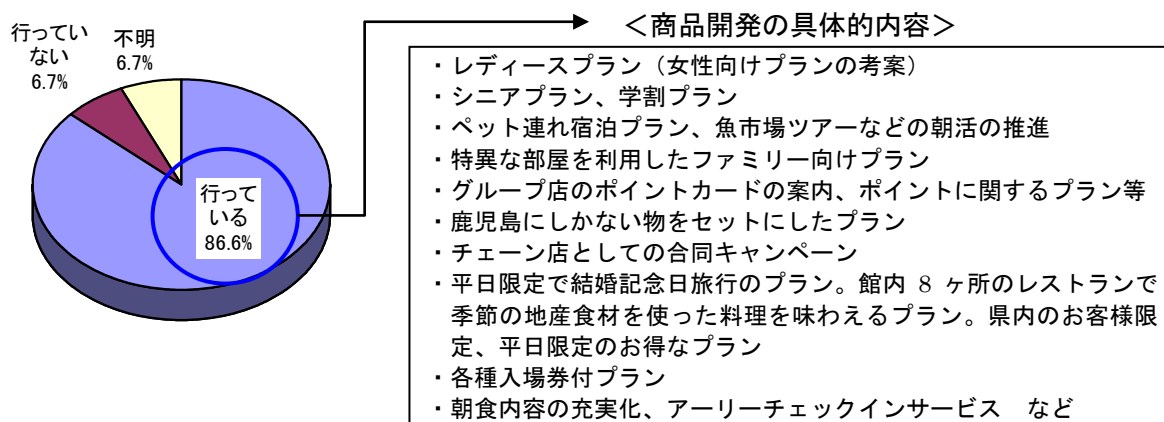 行ってい
ない
6.7%
不明
6.7%
行って
いる
86.6%
＜商品開発の具体的内容＞
・レディースプラン（女性向けプランの考案）
・シニアプラン、学割プラン
・ペット連れ宿泊プラン、魚市場ツアーなどの朝活の推進
・特異な部屋を利用したファミリー向けプラン
・グループ店のポイントカードの案内、ポイントに関するプラン等
・鹿児島にしかない物をセットにしたプラン
・チェーン店としての合同キャンペーン
・平日限定で結婚記念日旅行のプラン。館内 8 ヶ所のレストランで
季節の地産食材を使った料理を味わえるプラン。県内のお客様限
定、平日限定のお得なプラン
・各種入場券付プラン
・朝食内容の充実化、アーリーチェックインサービス　など